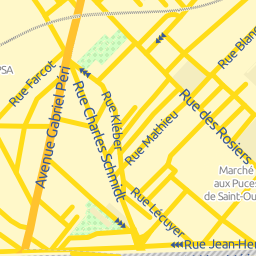 PSA
Rue Farcot
Avenue Gabriel Péri
Rue Charles Schmidt
Rue Kléber
Rue Mathieu
Rue Blan
Rue des Rosiers
Marché
aux Puces
de Saint-Ou
Rue Lécuyer
Rue Jean-Hen